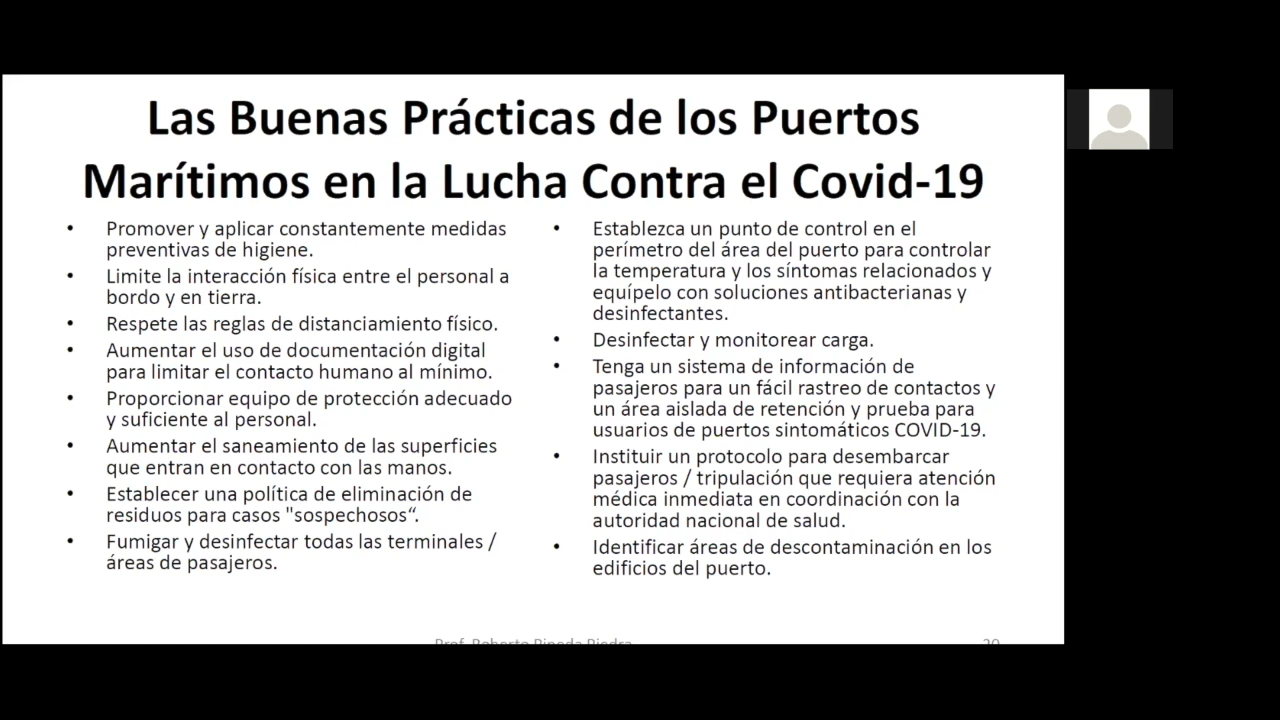 Las Buenas Prácticas de los Puertos
Marítimos en la Lucha Contra el Covid-19
• Promover y aplicar constantemente medidas
preventivas de higiene.
• Limite la interacción física entre el personal a
bordo y en tierra.
• Respete las reglas de distanciamiento físico.
• Aumentar el uso de documentación digital
para limitar el contacto humano al mínimo.
• Proporcionar equipo de protección adecuado
y suficiente al personal.
• Aumentar el saneamiento de las superficies
que entran en contacto con las manos.
• Establecer una política de eliminación de
residuos para casos "sospechosos“.
• Fumigar y desinfectar todas las terminales /
áreas de pasajeros.
• Establezca un punto de control en el
perímetro del área del puerto para controlar
la temperatura y los síntomas relacionados y
equípelo con soluciones antibacterianas y
desinfectantes.
• Desinfectar y monitorear carga.
• Tenga un sistema de información de
pasajeros para un fácil rastreo de contactos y
un área aislada de retención y prueba para
usuarios de puertos sintomáticos COVID-19.
• Instituir un protocolo para desembarcar
pasajeros / tripulación que requiera atención
médica inmediata en coordinación con la
autoridad nacional de salud.
• Identificar áreas de descontaminación en los
edificios del puerto.
Prof. Roberto Pineda Piedra
20